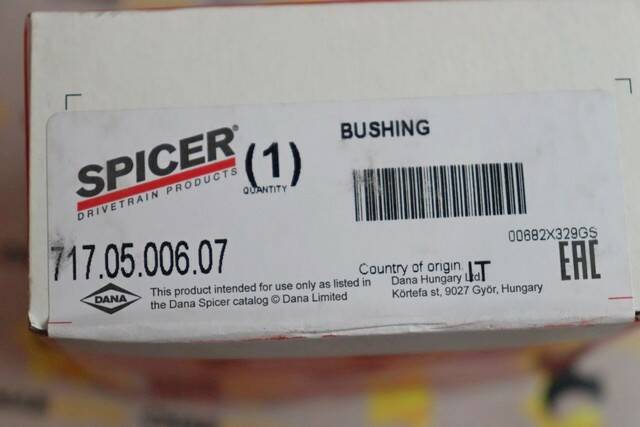 SPICER®
DRIVETRAIN PRODUCTS
(1)
QUANTITY
BUSHING
00682X329GS
717.05.006.07
Country of origin IT
EAC
DANA
This product intended for use only as listed in
the Dana Spicer catalog © Dana Limited
Dana Hungary Ltd.
Körtefa st, 9027 Győr, Hungary